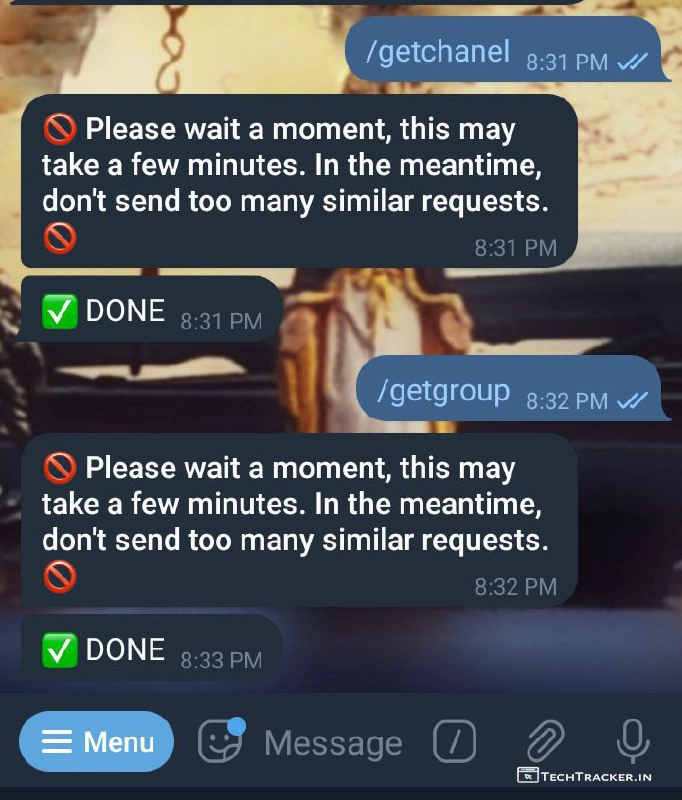 /getchanel 8:31 PM
🚫 Please wait a moment, this may
take a few minutes. In the meantime,
don't send too many similar requests.
🚫 8:31 PM
✅ DONE 8:31 PM
/getgroup 8:32 PM
🚫 Please wait a moment, this may
take a few minutes. In the meantime,
don't send too many similar requests.
🚫 8:32 PM
✅ DONE 8:33 PM
Menu Message /
TECHTRACKER.IN